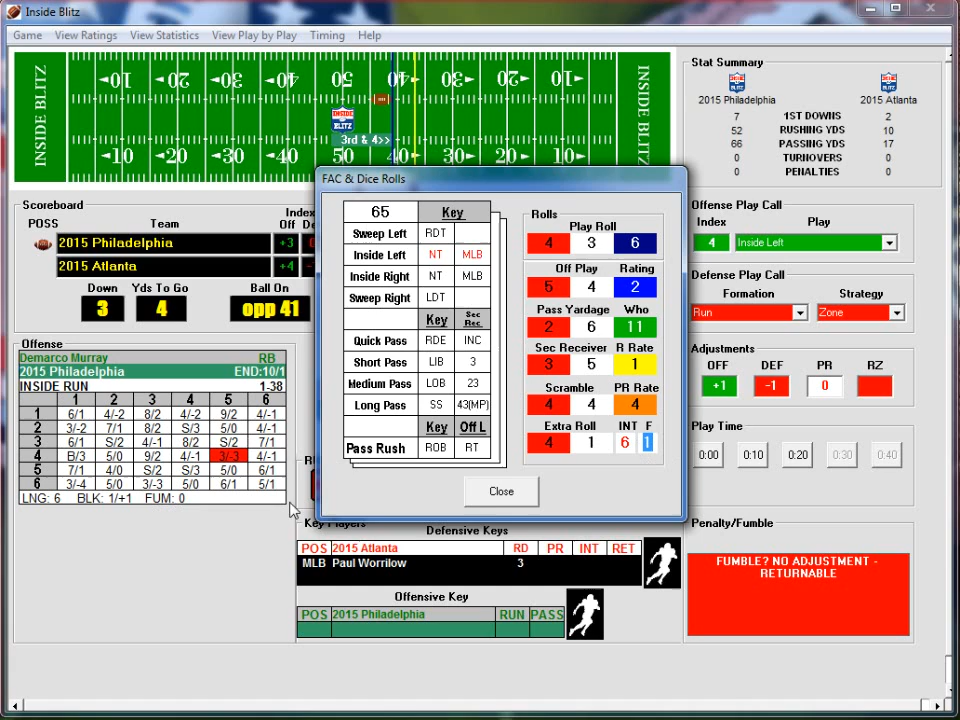 Inside Blitz
Game View Ratings View Statistics View Play by Play Timing Help
INSIDE BLITZ
10 20 30 40 50 40 30 20 10
INSIDE BLITZ
3rd & 4>>
10 20 30 40 50 40 30 20 10
INSIDE BLITZ
Stat Summary
2015 Philadelphia 2015 Atlanta
7 1ST DOWNS 2
52 RUSHING YDS 10
66 PASSING YDS 17
0 TURNOVERS 0
0 PENALTIES 0
Scoreboard
POSS Team Index
Off
2015 Philadelphia +3
2015 Atlanta +4
Down Yds To Go Ball On
3 4 opp 41
Offense
Demarco Murray RB
2015 Philadelphia END:10/1
INSIDE RUN 1-38
1 2 3 4 5 6
1 6/1 4/-2 8/2 4/-2 9/2 4/-1
2 3/-2 7/1 8/2 S/3 5/0 4/-1
3 6/1 S/2 4/-1 8/2 S/2 7/1
4 B/3 5/0 9/2 4/-1 3/-3 4/-1
5 7/1 4/0 S/2 S/3 5/0 6/1
6 3/-4 5/0 3/-3 5/0 6/1 5/1
LNG: 6 BLK: 1/+1 FUM: 0
FAC & Dice Rolls
65 Key
Sweep Left RDT
Inside Left NT MLB
Inside Right NT MLB
Sweep Right LDT
Key Sec Rec
Quick Pass RDE INC
Short Pass LIB 3
Medium Pass LOB 23
Long Pass SS 43(MP)
Key Off L
Pass Rush ROB RT
Rolls
Play Roll
4 3 6
Off Play Rating
5 4 2
Pass Yardage Who
2 6 11
Sec Receiver R Rate
3 5 1
Scramble PR Rate
4 4 4
Extra Roll INT F
4 1 6 1
Close
Offense Play Call
Index Play
4 Inside Left
Defense Play Call
Formation Strategy
Run Zone
Adjustments
OFF DEF PR RZ
+1 -1 0
Play Time
0:00 0:10 0:20 0:30 0:40
Key Players
Defensive Keys
POS 2015 Atlanta RD PR INT RET
MLB Paul Worrilow 3
Offensive Key
POS 2015 Philadelphia RUN PASS
Penalty/Fumble
FUMBLE? NO ADJUSTMENT -
RETURNABLE